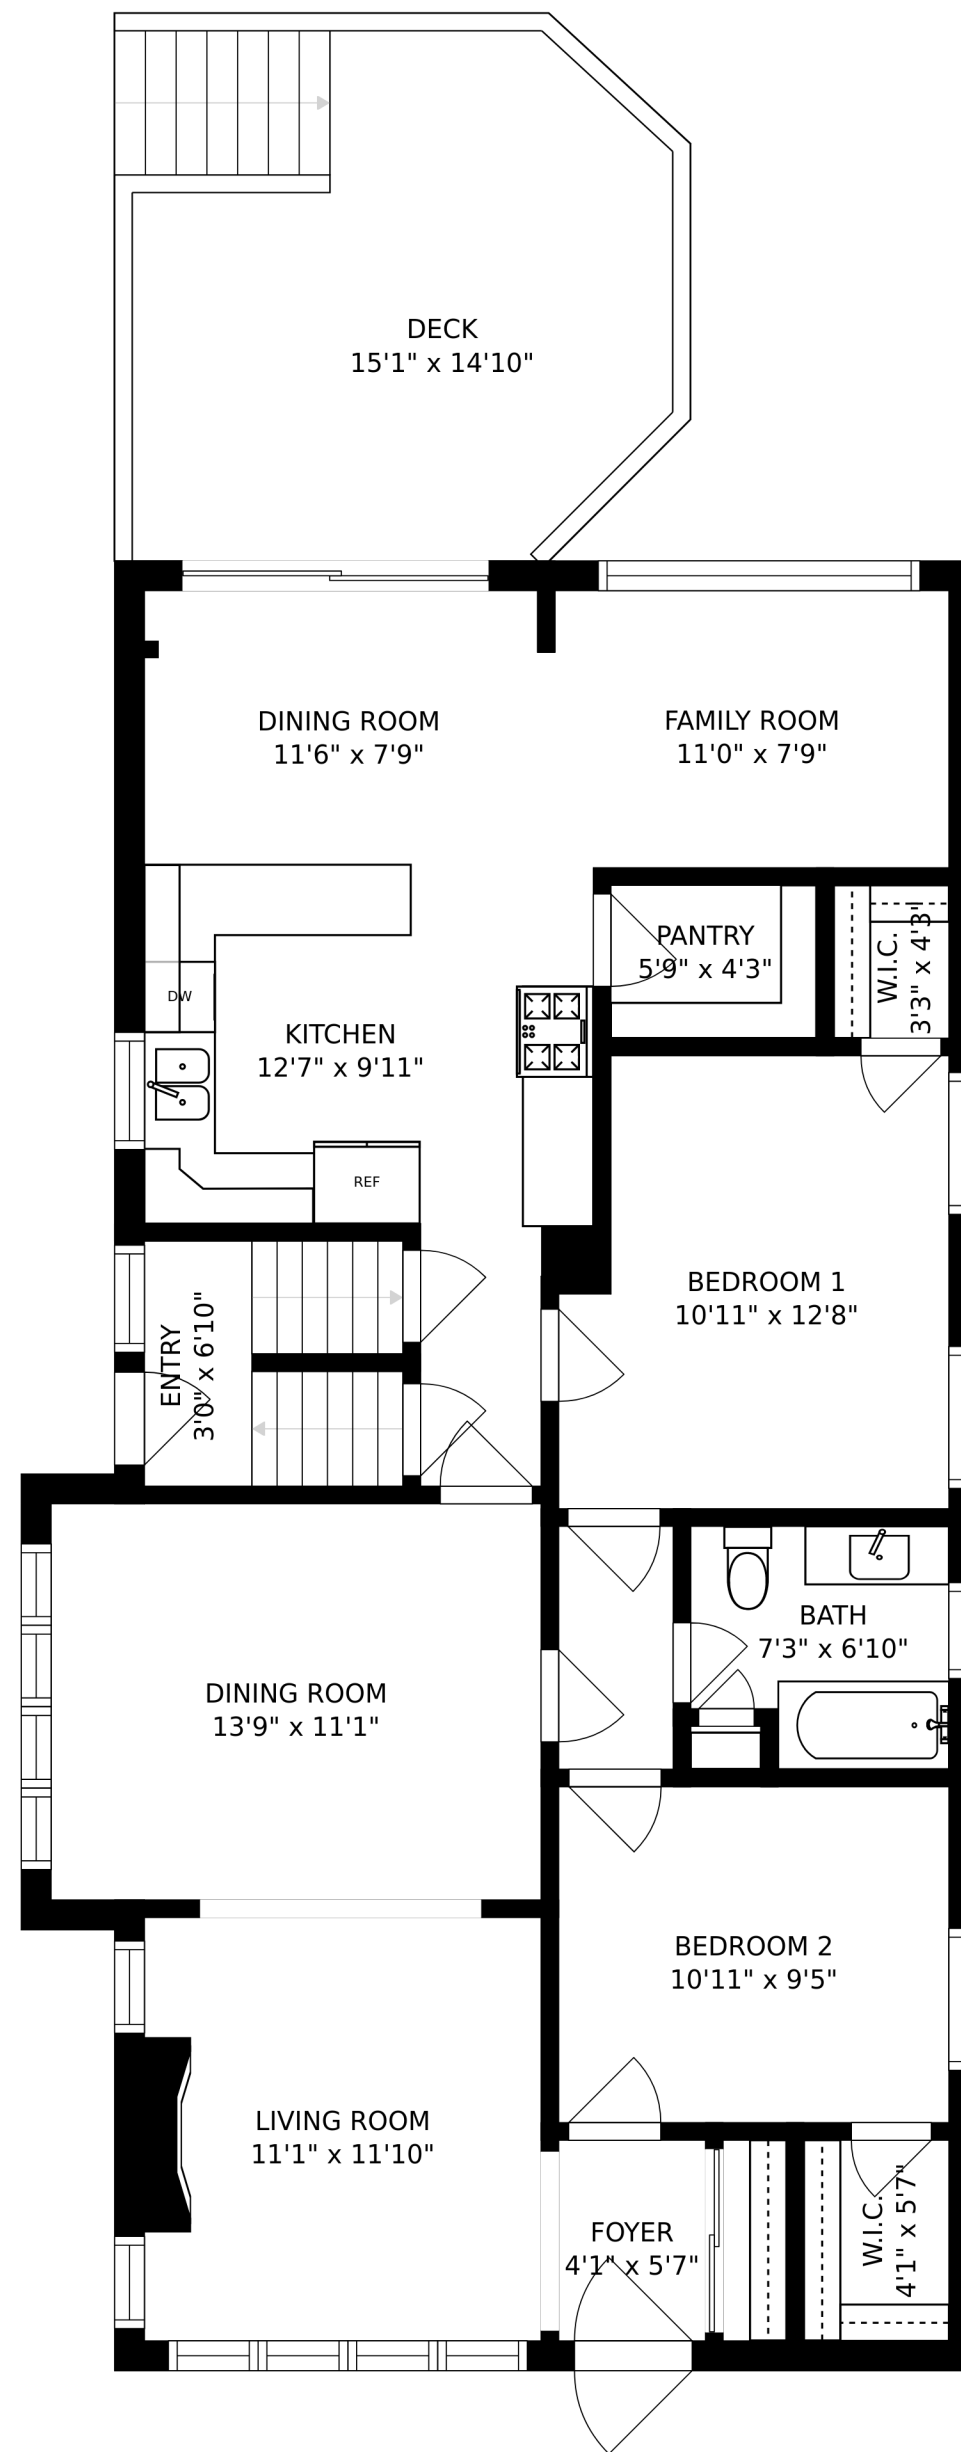 DECK
15'1" x 14'10"
DINING ROOM
11'6" x 7'9"
FAMILY ROOM
11'0" x 7'9"
PANTRY
5'9" x 4'3"
W.I.C.
3'3" x 4'3"
DW
KITCHEN
12'7" x 9'11"
REF
BEDROOM 1
10'11" x 12'8"
ENTRY
3'0" x 6'10"
BATH
7'3" x 6'10"
DINING ROOM
13'9" x 11'1"
BEDROOM 2
10'11" x 9'5"
LIVING ROOM
11'1" x 11'10"
FOYER
4'1" x 5'7"
W.I.C.
4'1" x 5'7"